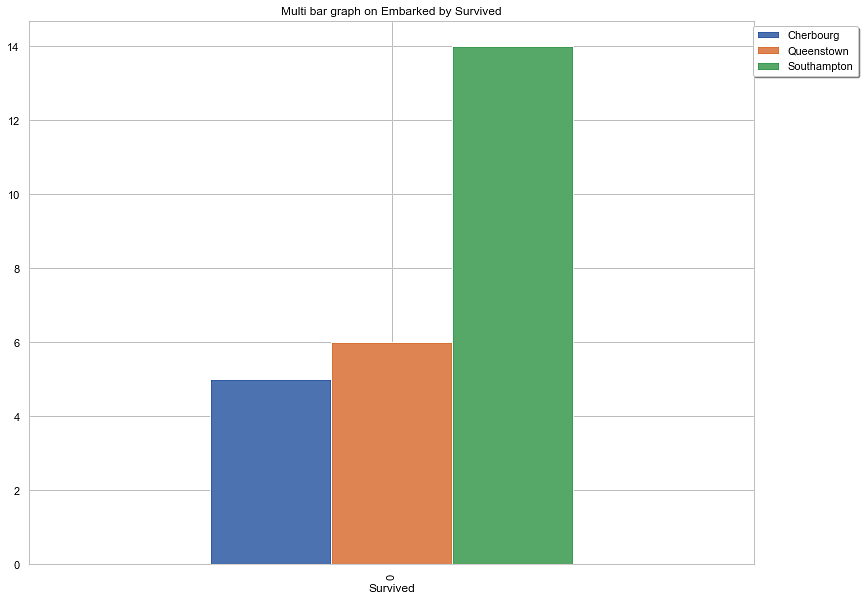 Multi bar graph on Embarked by Survived
Cherbourg
Queenstown
Southampton
14
12
10
8
6
4
2
0
0
Survived